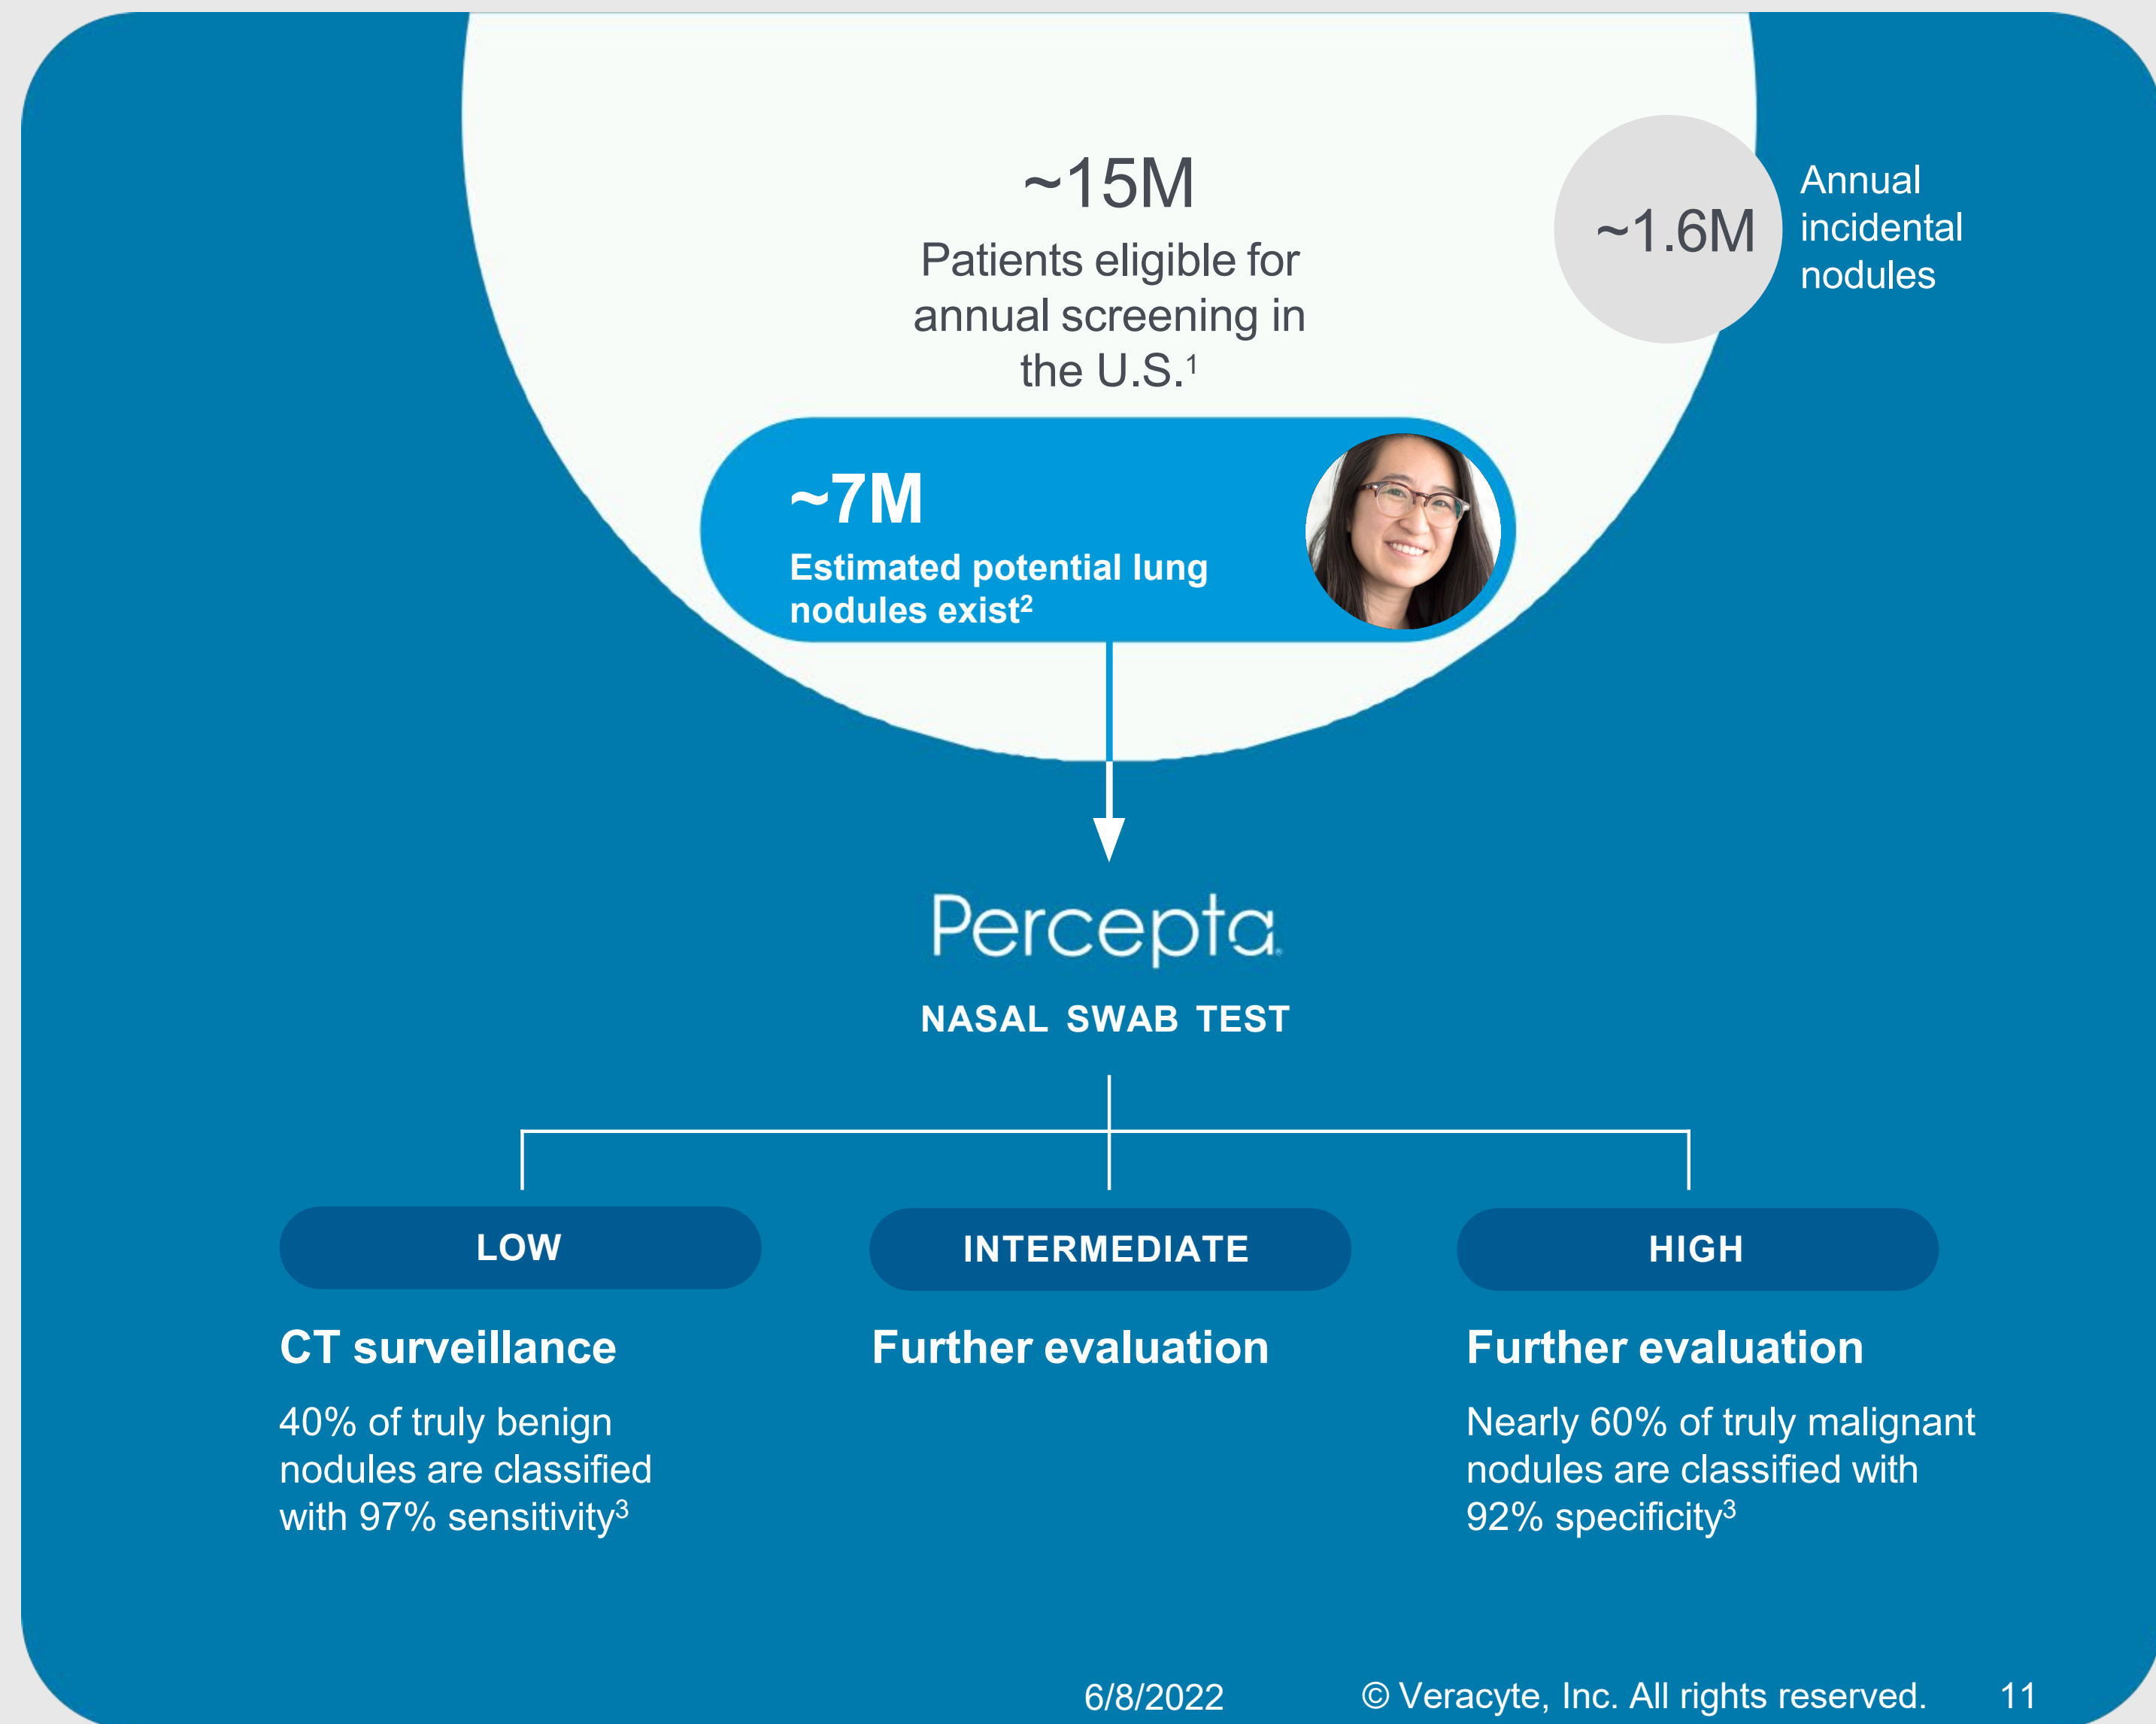 ~15M
Patients eligible for
annual screening in
the U.S.¹
~1.6M
Annual
incidental
nodules
~7M
Estimated potential lung
nodules exist²
Percepta®
NASAL SWAB TEST
LOW
INTERMEDIATE
HIGH
CT surveillance
40% of truly benign
nodules are classified
with 97% sensitivity³
Further evaluation
Further evaluation
Nearly 60% of truly malignant
nodules are classified with
92% specificity³
6/8/2022
© Veracyte, Inc. All rights reserved.
11